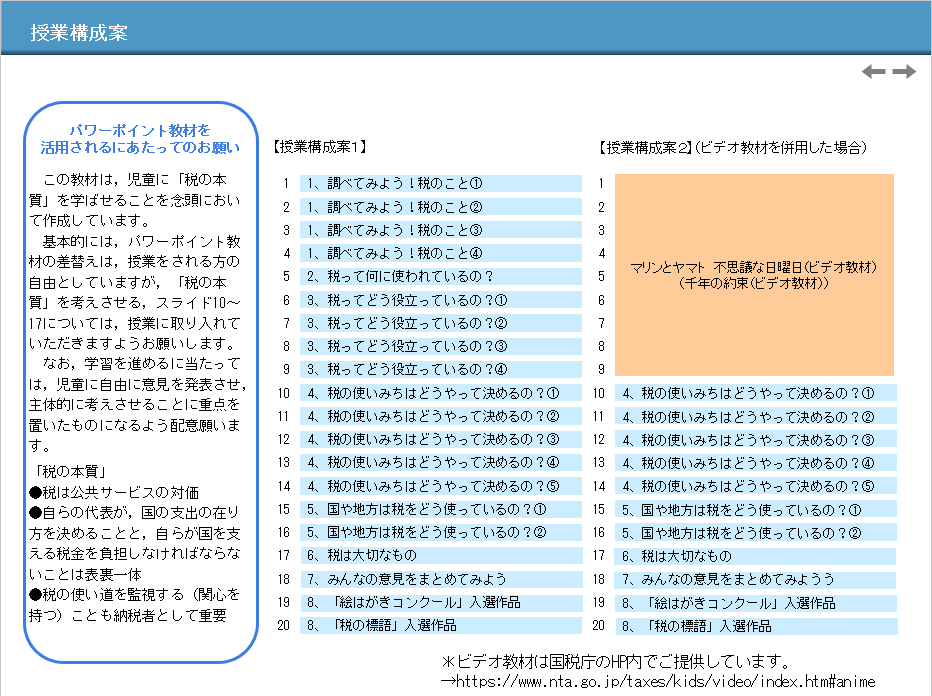 授業構成案
パワーポイント教材を
活用されるにあたってのお願い
　この教材は，児童に「税の本
質」を学ばせることを念頭におい
て作成しています。
　基本的には，パワーポイント教
材の差替えは，授業をされる方の
自由としていますが，「税の本
質」を考えさせる，スライド10～
17については，授業に取り入れて
いただきますようお願いします。
　なお，学習を進めるに当たって
は，児童に自由に意見を発表させ，
主体的に考えさせることに重点を
置いたものになるよう配意願いま
す。
「税の本質」
●税は公共サービスの対価
●自らの代表が，国の支出の在り
方を決めることと，自らが国を支
える税金を負担しなければならな
いことは表裏一体
●税の使い道を監視する（関心を
持つ）ことも納税者として重要
【授業構成案１】
1 1、調べてみよう！税のこと①
2 1、調べてみよう！税のこと②
3 1、調べてみよう！税のこと③
4 1、調べてみよう！税のこと④
5 2、税って何に使われているの？
6 3、税ってどう役立っているの？①
7 3、税ってどう役立っているの？②
8 3、税ってどう役立っているの？③
9 3、税ってどう役立っているの？④
10 4、税の使いみちはどうやって決めるの？①
11 4、税の使いみちはどうやって決めるの？②
12 4、税の使いみちはどうやって決めるの？③
13 4、税の使いみちはどうやって決めるの？④
14 4、税の使いみちはどうやって決めるの？⑤
15 5、国や地方は税をどう使っているの？①
16 5、国や地方は税をどう使っているの？②
17 6、税は大切なもの
18 7、みんなの意見をまとめてみよう
19 8、「絵はがきコンクール」入選作品
20 8、「税の標語」入選作品
【授業構成案２】（ビデオ教材を併用した場合）
1
2
3
4
5
6
7
8
9
マリンとヤマト　不思議な日曜日（ビデオ教材）
（千年の約束（ビデオ教材））
10 4、税の使いみちはどうやって決めるの？①
11 4、税の使いみちはどうやって決めるの？②
12 4、税の使いみちはどうやって決めるの？③
13 4、税の使いみちはどうやって決めるの？④
14 4、税の使いみちはどうやって決めるの？⑤
15 5、国や地方は税をどう使っているの？①
16 5、国や地方は税をどう使っているの？②
17 6、税は大切なもの
18 7、みんなの意見をまとめてみようう
19 8、「絵はがきコンクール」入選作品
20 8、「税の標語」入選作品
＊ビデオ教材は国税庁のHP内でご提供しています。
→https://www.nta.go.jp/taxes/kids/video/index.htm#anime